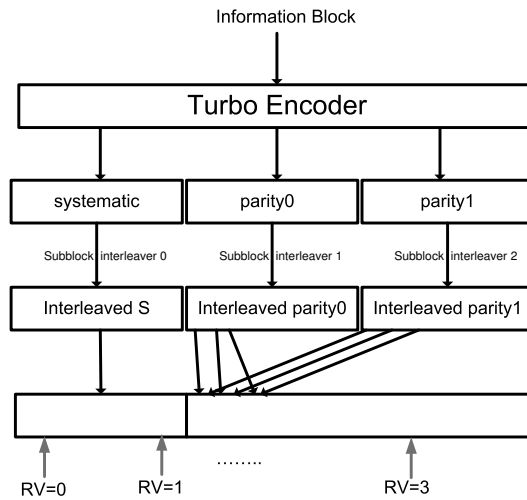 Information Block
Turbo Encoder
systematic parity0 parity1
Subblock interleaver 0 Subblock interleaver 1 Subblock interleaver 2
Interleaved S Interleaved parity0 Interleaved parity1
........
RV=0 RV=1 RV=3